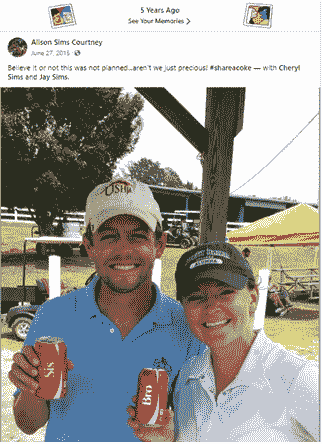 5 Years Ago
See Your Memories >
Alison Sims Courtney
June 27, 2015
Believe it or not this was not planned...aren't we just precious! #shareacoke — with Cheryl
Sims and Jay Sims.
Sis
Bro